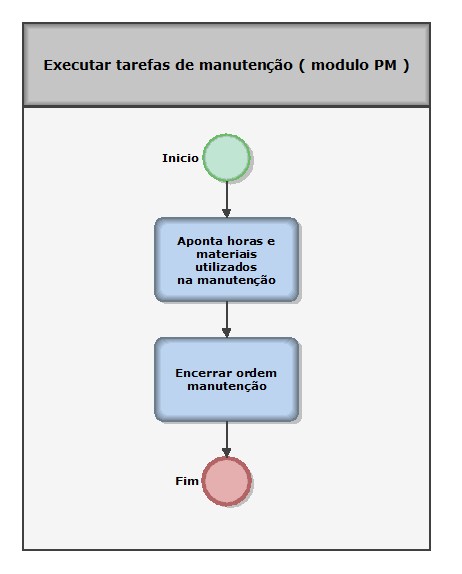 Executar tarefas de manutenção ( modulo PM )
Inicio
Aponta horas e
materiais
utilizados
na manutenção
Encerrar ordem
manutenção
Fim